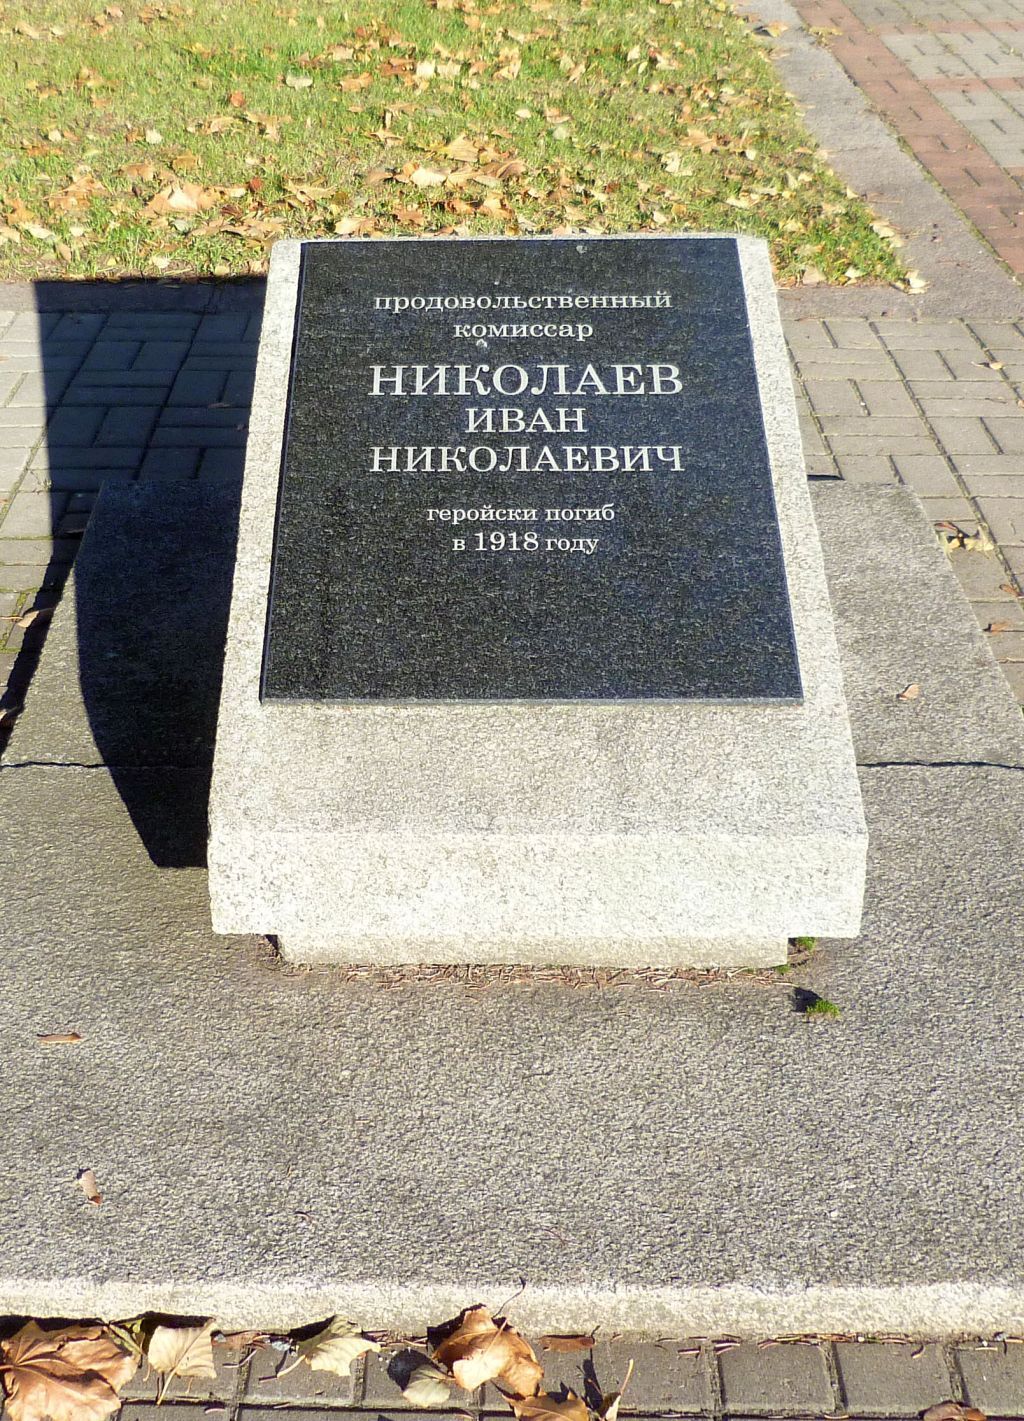 продовольственный
комиссар
НИКОЛАЕВ
ИВАН
НИКОЛАЕВИЧ
геройски погиб
в 1918 году